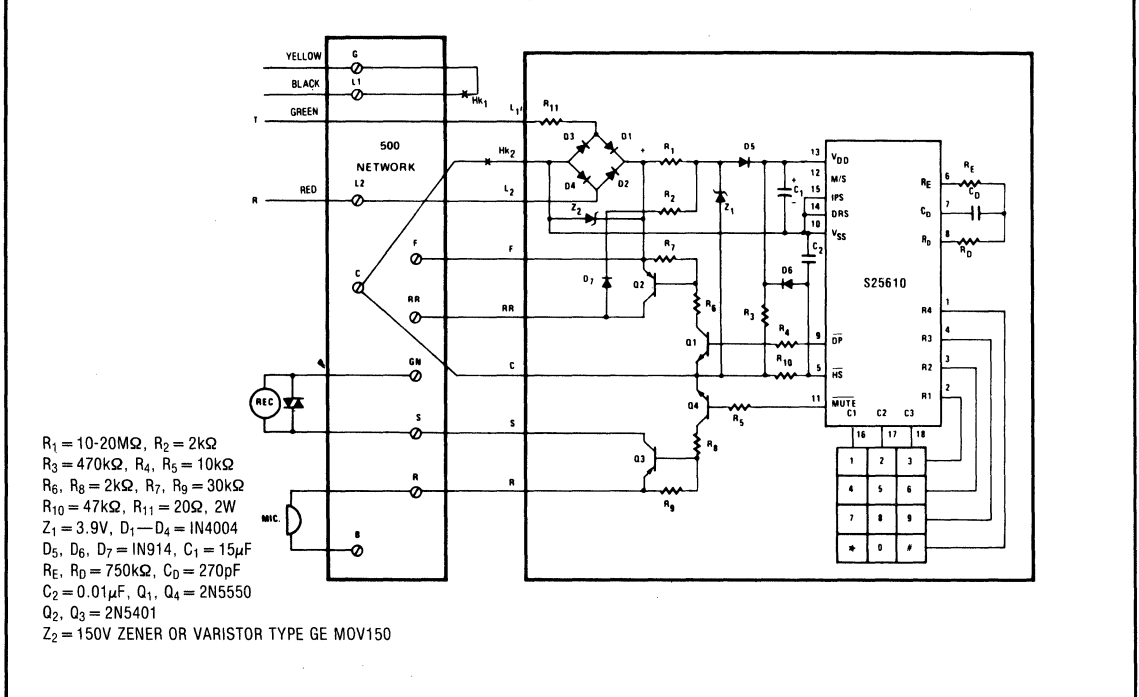 YELLOW G
BLACK L1
Hk1
T GREEN L1' R11
500
NETWORK
D3 D1
Hk2
+ R1 D5
13 VDD
12 M/S
15 IPS
14 DRS
10 VSS
C1
+
-
D4 D2
L2
R RED L2
R2
Z2
Z1
C2
RE 6 RE
CD 7 CD
RD 8 RD
S25610
F F R7
D7 Q2
D6
C
RR RR
R6
R3
R4 9 DP
Q1
R10
GN C 5 HS
R4 1
R3 4
R2 3
R1 2
Q4
11 MUTE
R5
C1 C2 C3
16 17 18
REC
S S
Q3 R8
R R
R9
MIC.
B
1 2 3
4 5 6
7 8 9
* 0 #
R1 = 10-20MΩ, R2 = 2kΩ
R3 = 470kΩ, R4, R5 = 10kΩ
R6, R8 = 2kΩ, R7, R9 = 30kΩ
R10 = 47kΩ, R11 = 20Ω, 2W
Z1 = 3.9V, D1—D4 = IN4004
D5, D6, D7 = IN914, C1 = 15μF
RE, RD = 750kΩ, CD = 270pF
C2 = 0.01μF, Q1, Q4 = 2N5550
Q2, Q3 = 2N5401
Z2 = 150V ZENER OR VARISTOR TYPE GE MOV150